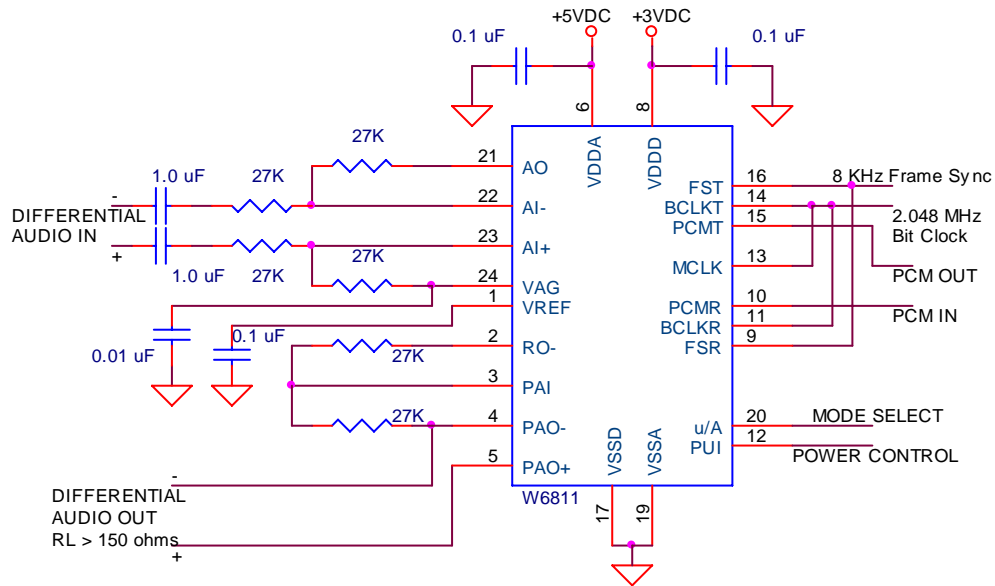 +5VDC
+3VDC
0.1 uF
0.1 uF
6
8
VDDA
VDDD
27K
21
AO
1.0 uF
27K
22
AI-
-
DIFFERENTIAL
AUDIO IN
+
23
AI+
1.0 uF
27K
27K
24
VAG
1
VREF
0.01 uF
0.1 uF
2
RO-
27K
3
PAI
27K
4
PAO-
5
PAO+
-
DIFFERENTIAL
AUDIO OUT
RL > 150 ohms
+
W6811
17
VSSD
19
VSSA
16
FST
8 KHz Frame Sync
14
BCLKT
2.048 MHz
Bit Clock
15
PCMT
PCM OUT
13
MCLK
10
PCMR
PCM IN
11
BCLKR
9
FSR
20
u/A
MODE SELECT
12
PUI
POWER CONTROL